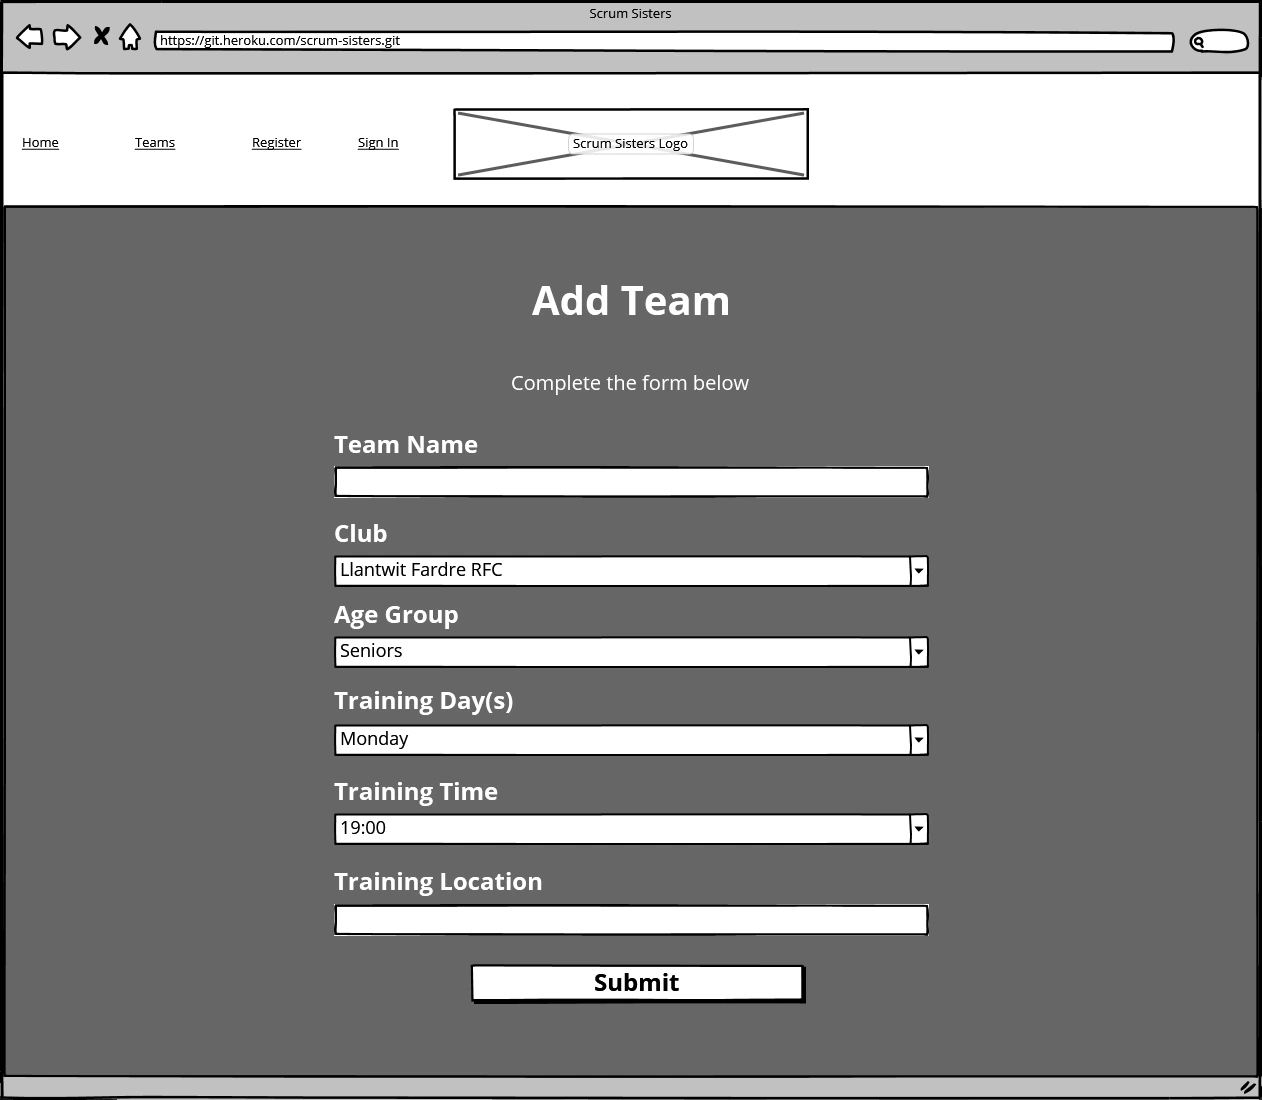 Scrum Sisters
https://git.heroku.com/scrum-sisters.git
Home Teams Register Sign In Scrum Sisters Logo
Add Team
Complete the form below
Team Name
Club
Llantwit Fardre RFC
Age Group
Seniors
Training Day(s)
Monday
Training Time
19:00
Training Location
Submit